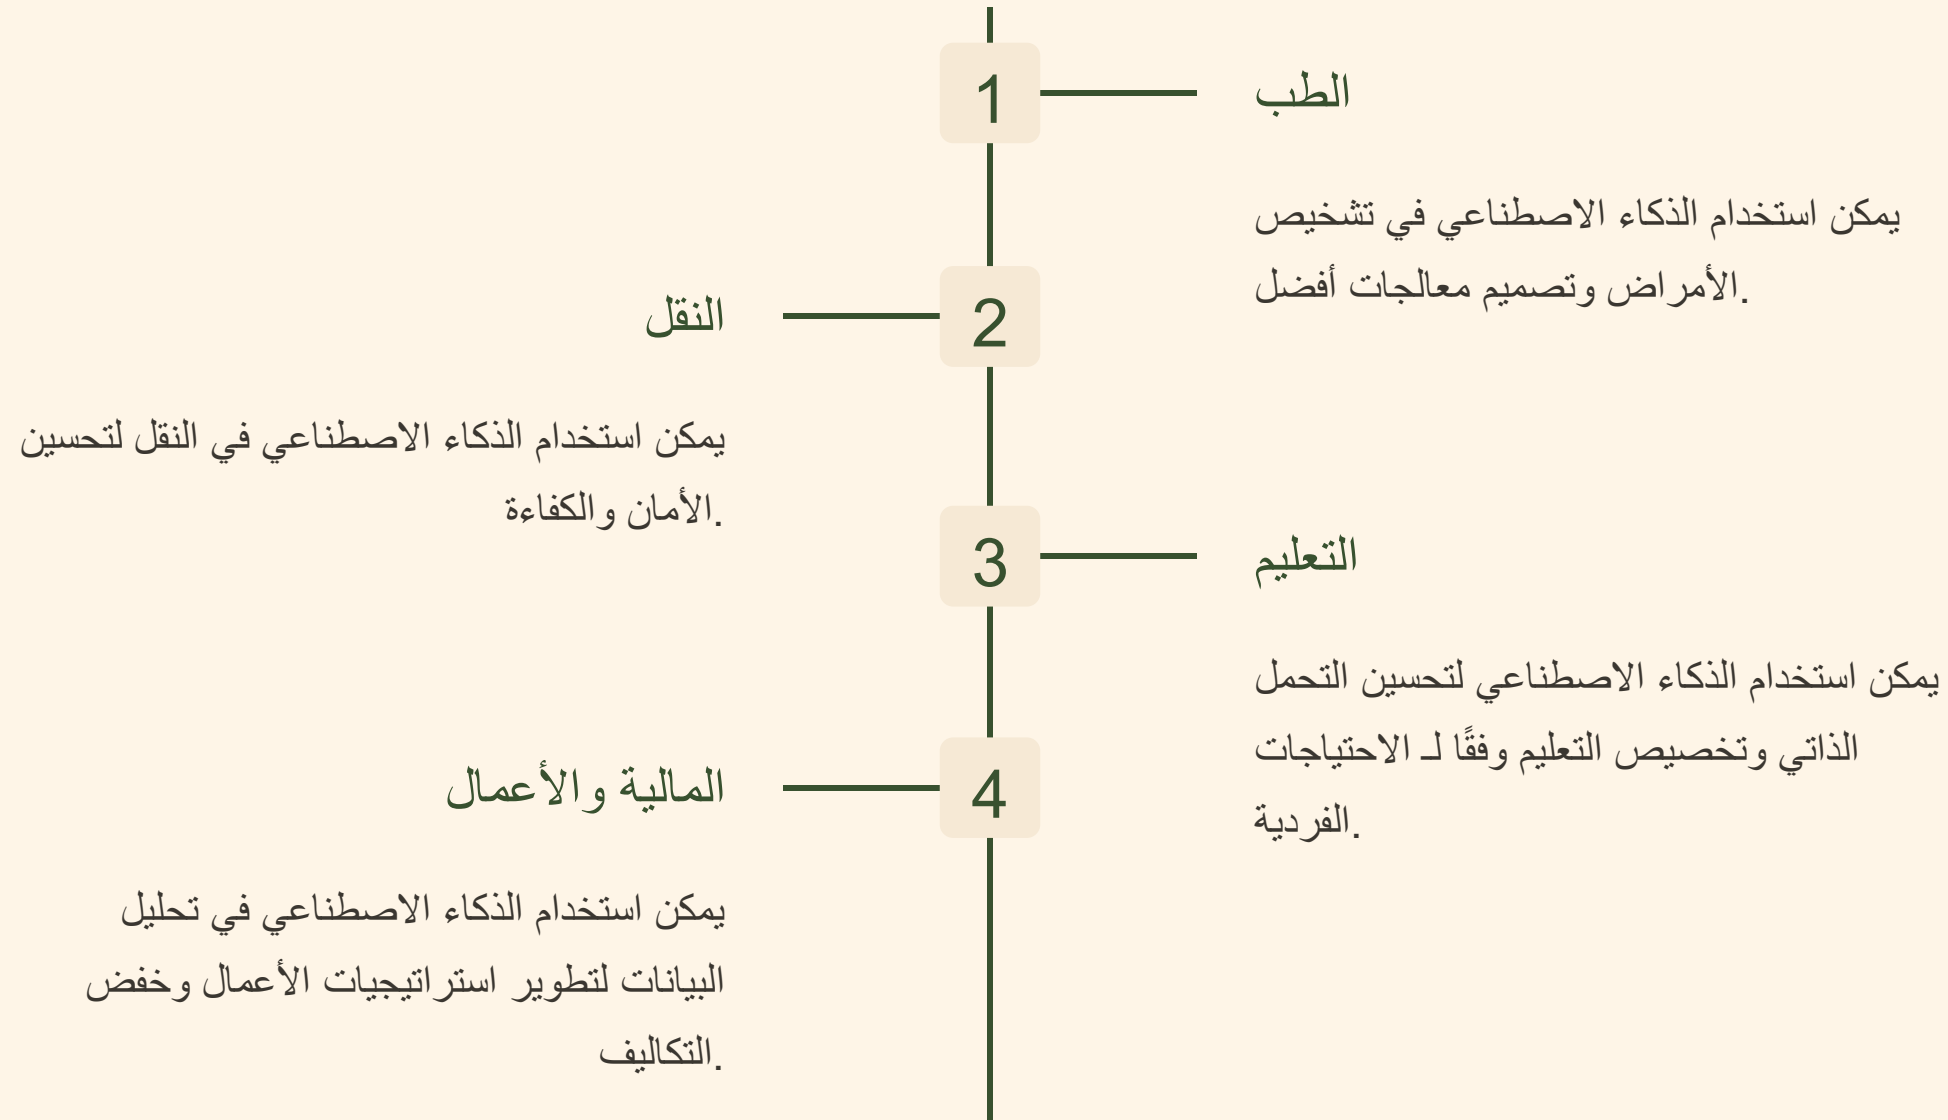 1
الطب
يمكن استخدام الذكاء الاصطناعي في تشخيص
الأمراض وتصميم معالجات أفضل.
2
النقل
يمكن استخدام الذكاء الاصطناعي في النقل لتحسين
الأمان والكفاءة.
3
التعليم
يمكن استخدام الذكاء الاصطناعي لتحسين التحمل
الذاتي وتخصيص التعليم وفقًا لـ الاحتياجات
الفردية.
4
المالية والأعمال
يمكن استخدام الذكاء الاصطناعي في تحليل
البيانات لتطوير استراتيجيات الأعمال وخفض
التكاليف.